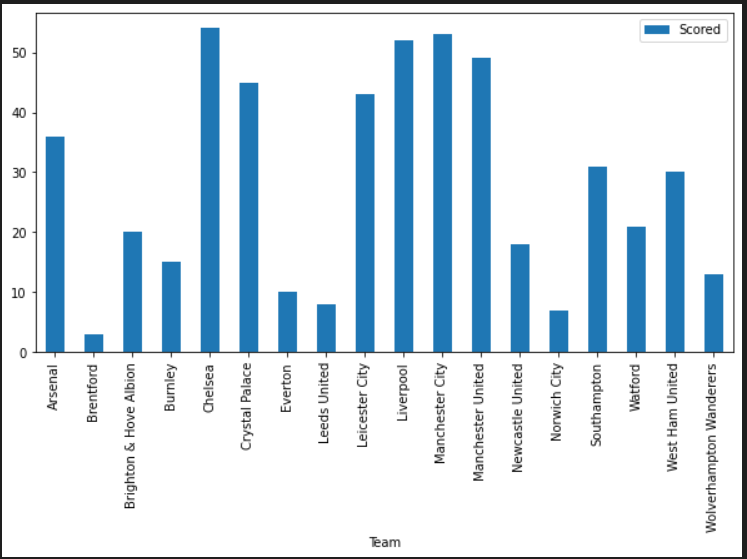 Scored
50
40
30
20
10
0
Arsenal
Brentford
Brighton & Hove Albion
Burnley
Chelsea
Crystal Palace
Everton
Leeds United
Leicester City
Liverpool
Manchester City
Manchester United
Newcastle United
Norwich City
Southampton
Watford
West Ham United
Wolverhampton Wanderers
Team